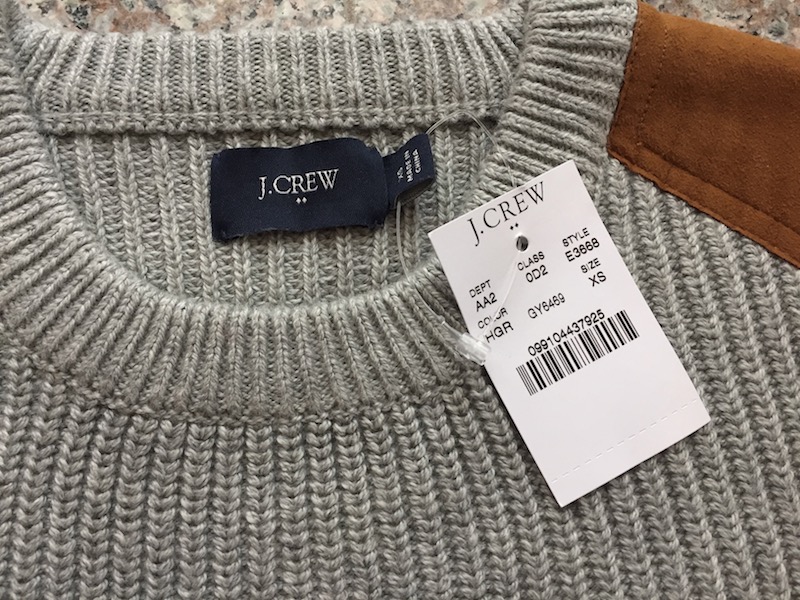 J.CREW
XS
MADE IN
CHINA
J.CREW
DEPT CLASS STYLE
AA2 0D2 E3668
COLOR SIZE
HGR GY6469 XS
099104437925